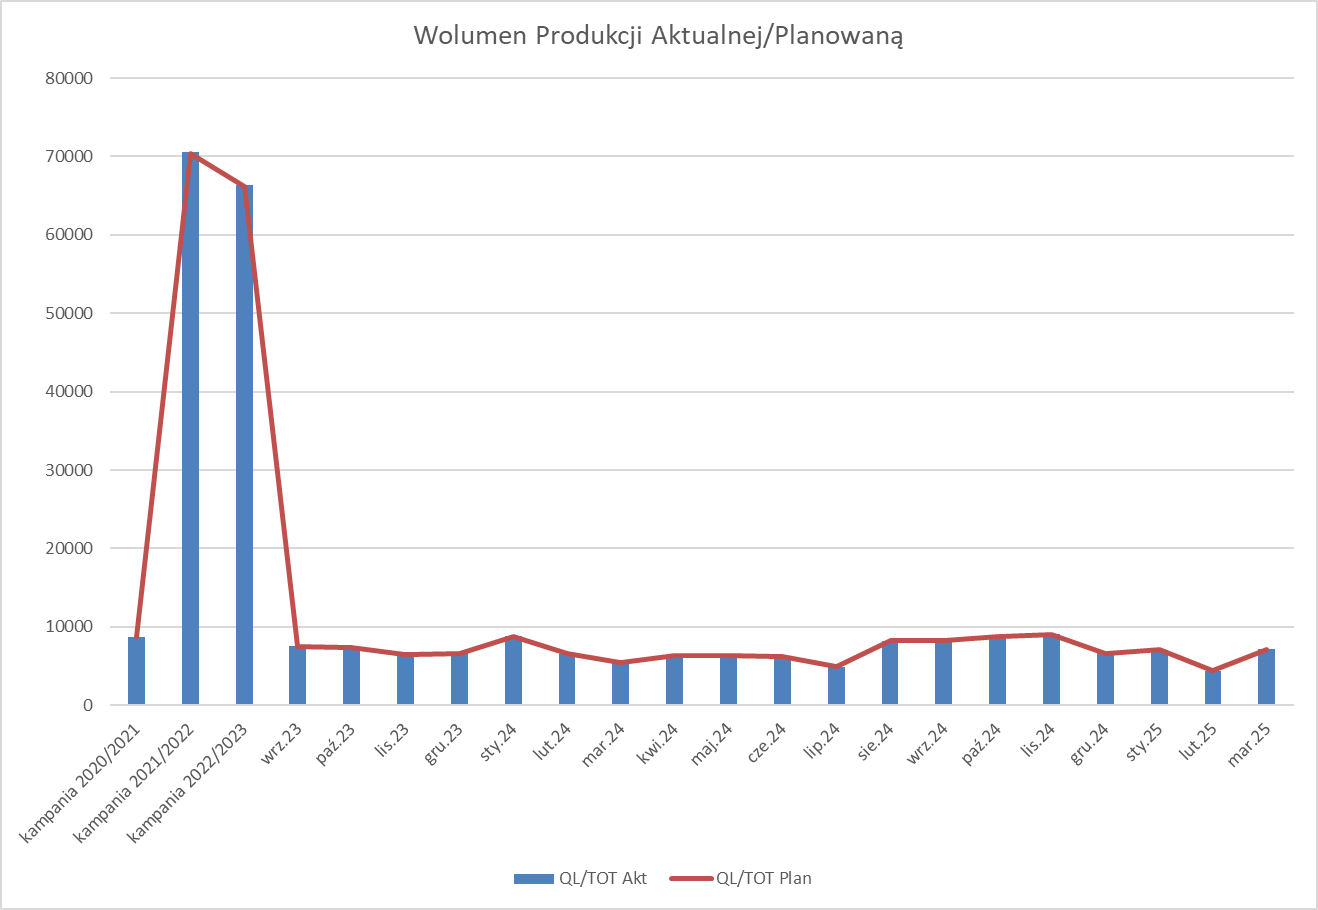 Wolumen Produkcji Aktualnej/Planowaną
80000
70000
60000
50000
40000
30000
20000
10000
0
kampania 2020/2021
kampania 2021/2022
kampania 2022/2023
wrz.23
paź.23
lis.23
gru.23
sty.24
lut.24
mar.24
kwi.24
maj.24
cze.24
lip.24
sie.24
wrz.24
paź.24
lis.24
gru.24
sty.25
lut.25
mar.25
QL/TOT Akt
QL/TOT Plan